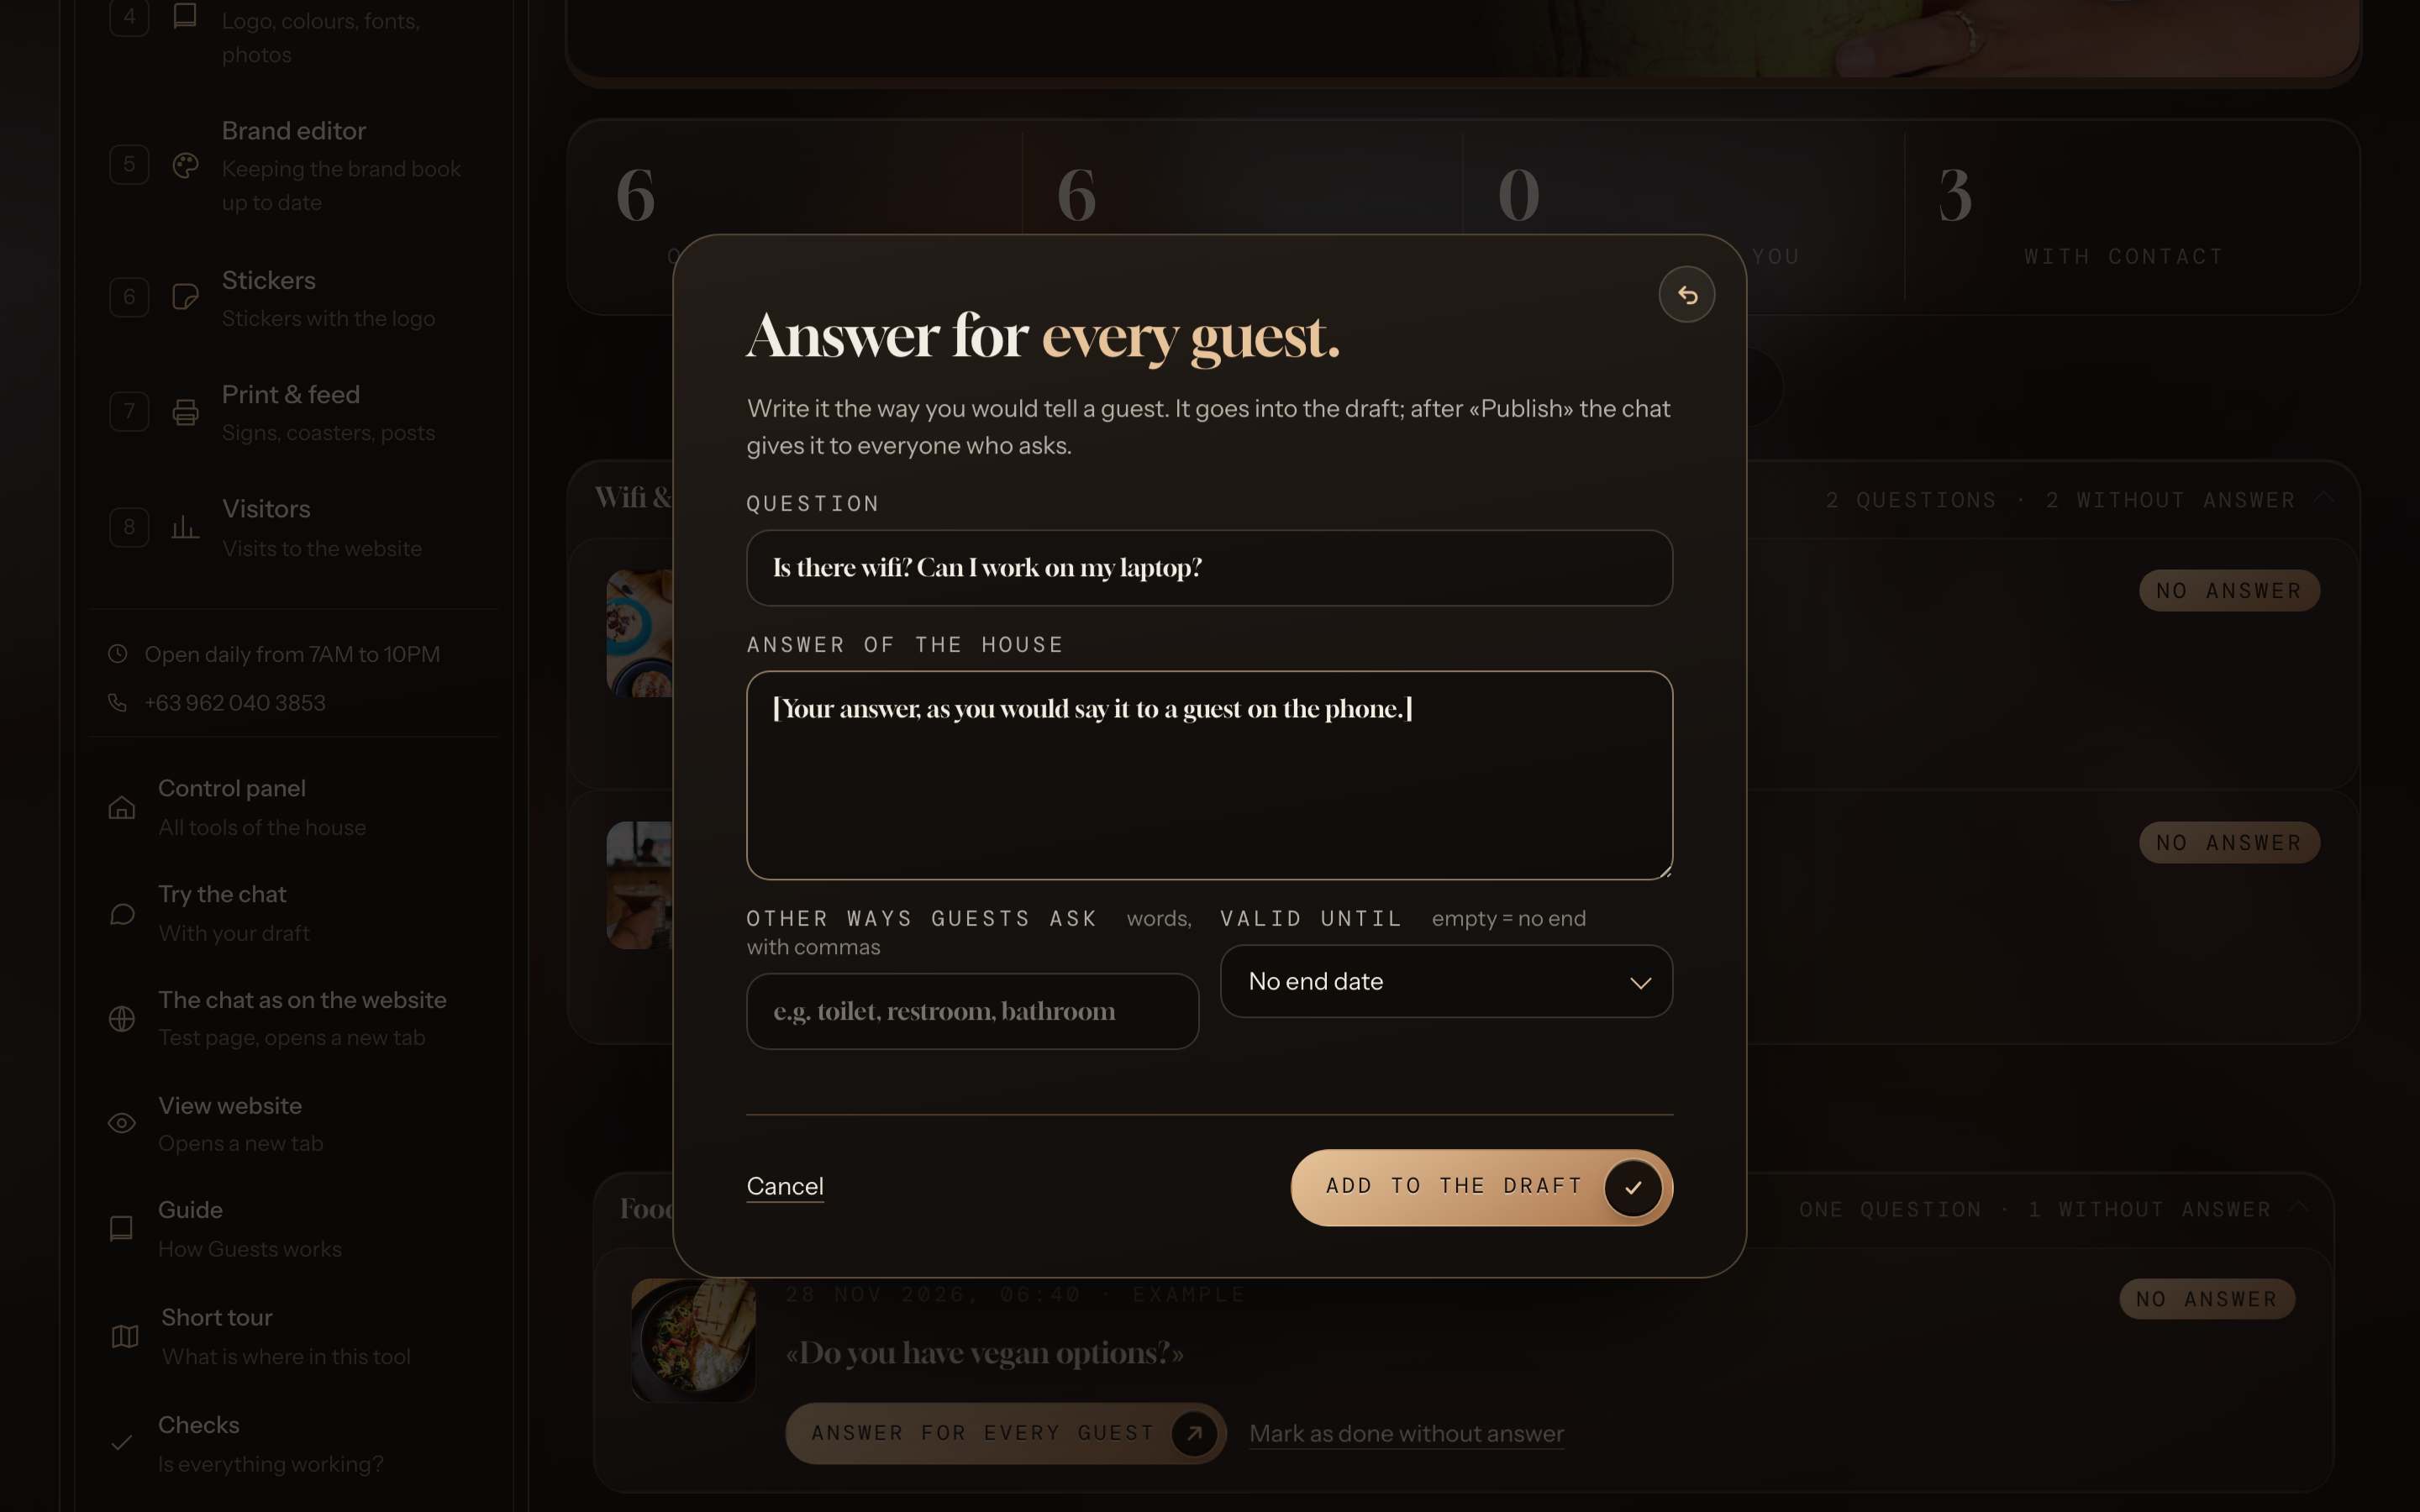 4
Logo, colours, fonts,
photos
5
Brand editor
Keeping the brand book
up to date
6
Stickers
Stickers with the logo
7
Print & feed
Signs, coasters, posts
8
Visitors
Visits to the website
Open daily from 7AM to 10PM
+63 962 040 3853
Control panel
All tools of the house
Try the chat
With your draft
The chat as on the website
Test page, opens a new tab
View website
Opens a new tab
Guide
How Guests works
Short tour
What is where in this tool
Checks
Is everything working?
6
6
0
3
YOU
WITH CONTACT
Answer for every guest.
Write it the way you would tell a guest. It goes into the draft; after «Publish» the chat
gives it to everyone who asks.
QUESTION
Is there wifi? Can I work on my laptop?
ANSWER OF THE HOUSE
[Your answer, as you would say it to a guest on the phone.]
OTHER WAYS GUESTS ASK words,
with commas
e.g. toilet, restroom, bathroom
VALID UNTIL empty = no end
No end date
Cancel
ADD TO THE DRAFT
Wifi &
2 QUESTIONS · 2 WITHOUT ANSWER
NO ANSWER
NO ANSWER
ONE QUESTION · 1 WITHOUT ANSWER
28 NOV 2026, 06:40 · EXAMPLE
NO ANSWER
«Do you have vegan options?»
ANSWER FOR EVERY GUEST
Mark as done without answer